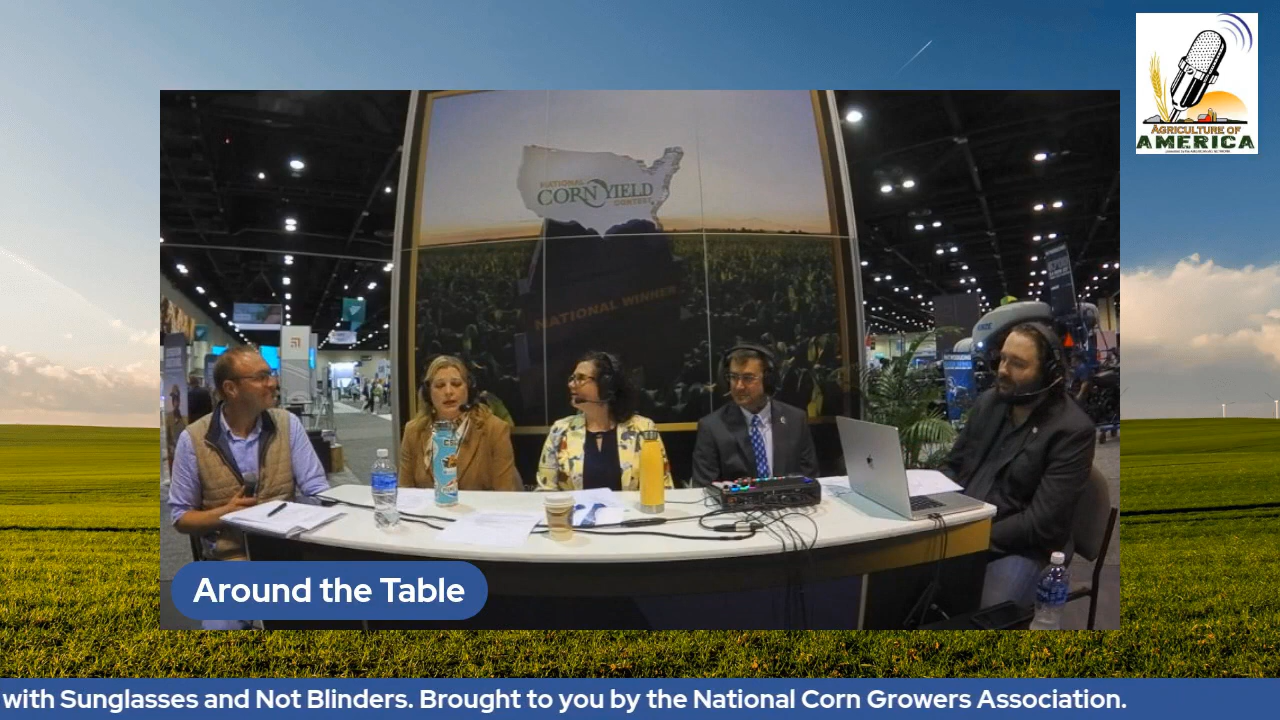 AGRICULTURE OF
AMERICA
NATIONAL
CORN YIELD
CONTEST
NATIONAL WINNER
Around the Table
with Sunglasses and Not Blinders. Brought to you by the National Corn Growers Association.